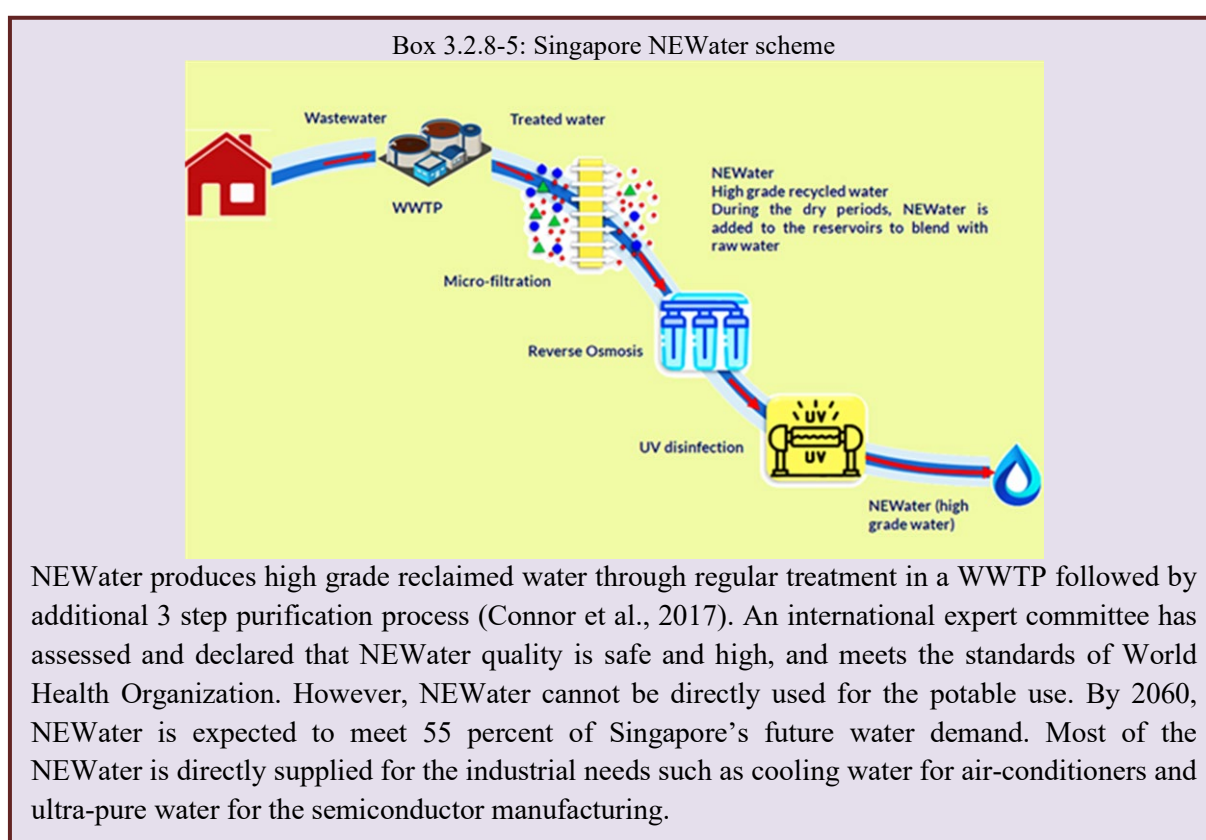 Box 3.2.8-5: Singapore NEWater scheme
Wastewater
Treated water
WWTP
NEWater
High grade recycled water
During the dry periods, NEWater is
added to the reservoirs to blend with
raw water
Micro-filtration
Reverse Osmosis
UV
UV
UV disinfection
NEWater (high
grade water)
NEWater produces high grade reclaimed water through regular treatment in a WWTP followed by
additional 3 step purification process (Connor et al., 2017). An international expert committee has
assessed and declared that NEWater quality is safe and high, and meets the standards of World
Health Organization. However, NEWater cannot be directly used for the potable use. By 2060,
NEWater is expected to meet 55 percent of Singapore’s future water demand. Most of the
NEWater is directly supplied for the industrial needs such as cooling water for air-conditioners and
ultra-pure water for the semiconductor manufacturing.